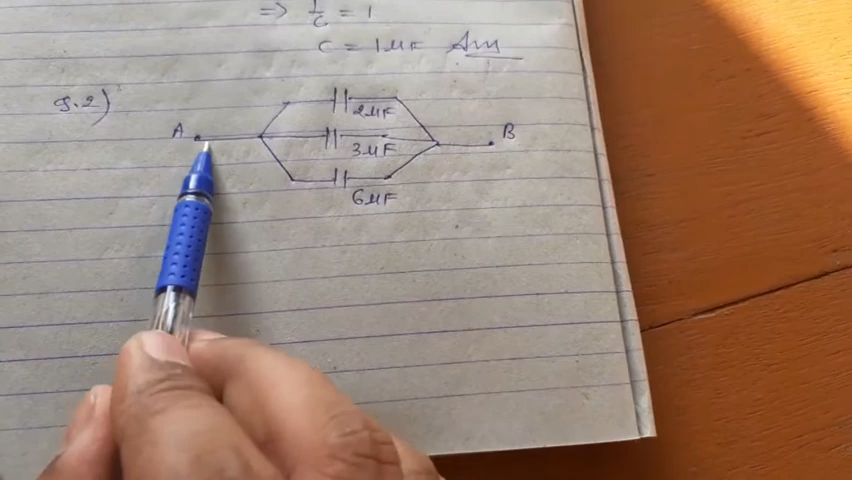 => 1/C = 1
C = 1µF Ans
Q.2)
2µF
A 3µF B
6µF